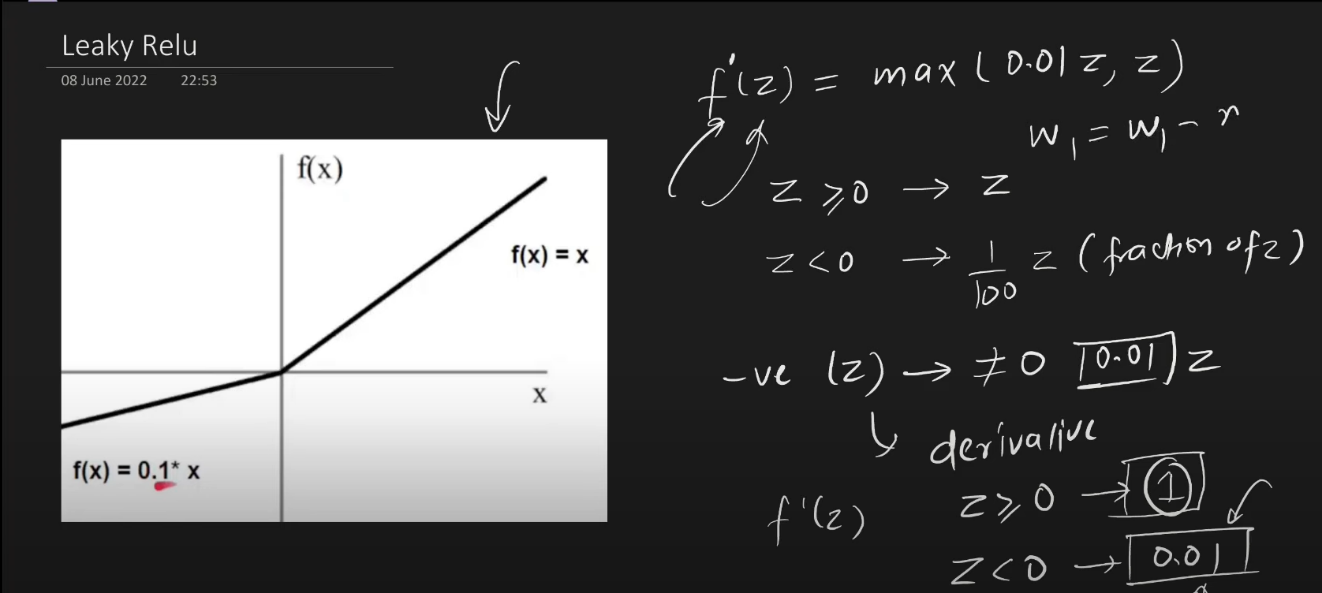 Leaky Relu
08 June 2022 22:53
f(x)
f(x) = x
x
f(x) = 0.1* x
f'(z) = max ( 0.01 z, z )
w₁ = w₁ - n
z ⩾ 0 → z
z < 0 → 1/100 z (fraction of z)
-ve (z) → ≠ 0 [0.01] z
derivative
f'(z) z ⩾ 0 → 1
z < 0 → 0.01